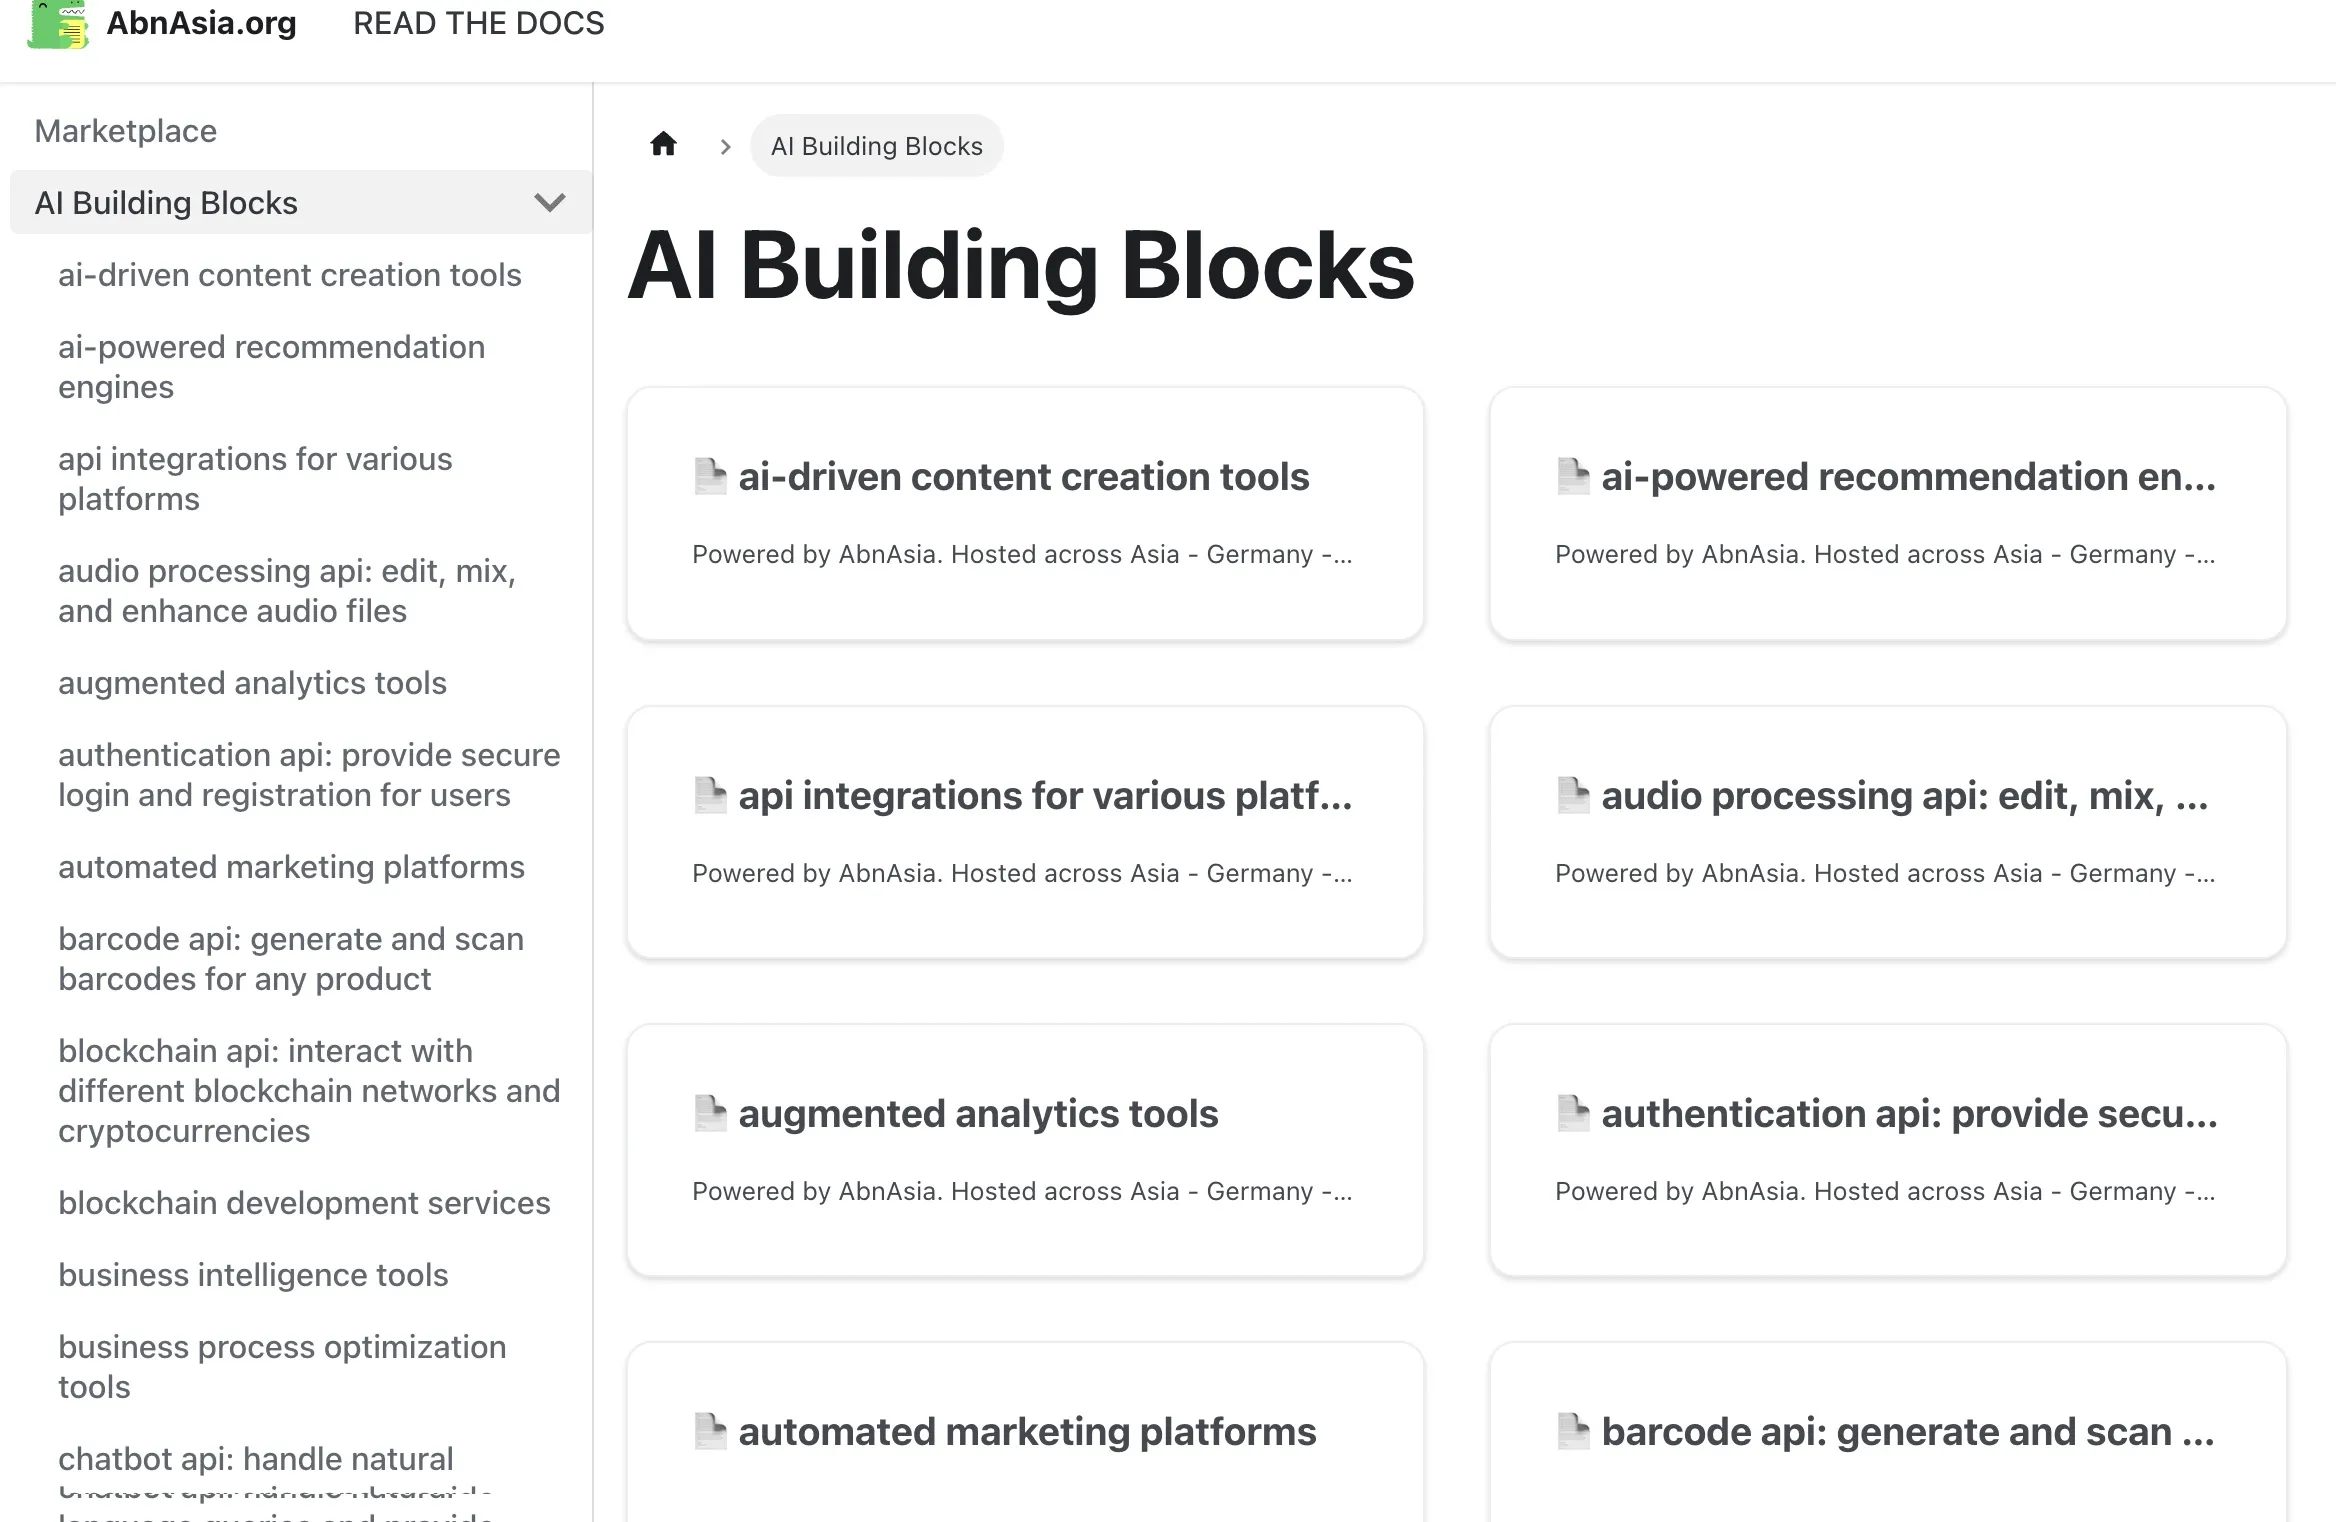 AbnAsia.org
READ THE DOCS
Marketplace
AI Building Blocks
ai-driven content creation tools
ai-powered recommendation
engines
api integrations for various
platforms
audio processing api: edit, mix,
and enhance audio files
augmented analytics tools
authentication api: provide secure
login and registration for users
automated marketing platforms
barcode api: generate and scan
barcodes for any product
blockchain api: interact with
different blockchain networks and
cryptocurrencies
blockchain development services
business intelligence tools
business process optimization
tools
chatbot api: handle natural
language queries and provide
AI Building Blocks
AI Building Blocks
ai-driven content creation tools
Powered by AbnAsia. Hosted across Asia - Germany -...
ai-powered recommendation en...
Powered by AbnAsia. Hosted across Asia - Germany -...
api integrations for various platf...
Powered by AbnAsia. Hosted across Asia - Germany -...
audio processing api: edit, mix, ...
Powered by AbnAsia. Hosted across Asia - Germany -...
augmented analytics tools
Powered by AbnAsia. Hosted across Asia - Germany -...
authentication api: provide secu...
Powered by AbnAsia. Hosted across Asia - Germany -...
automated marketing platforms
barcode api: generate and scan ...